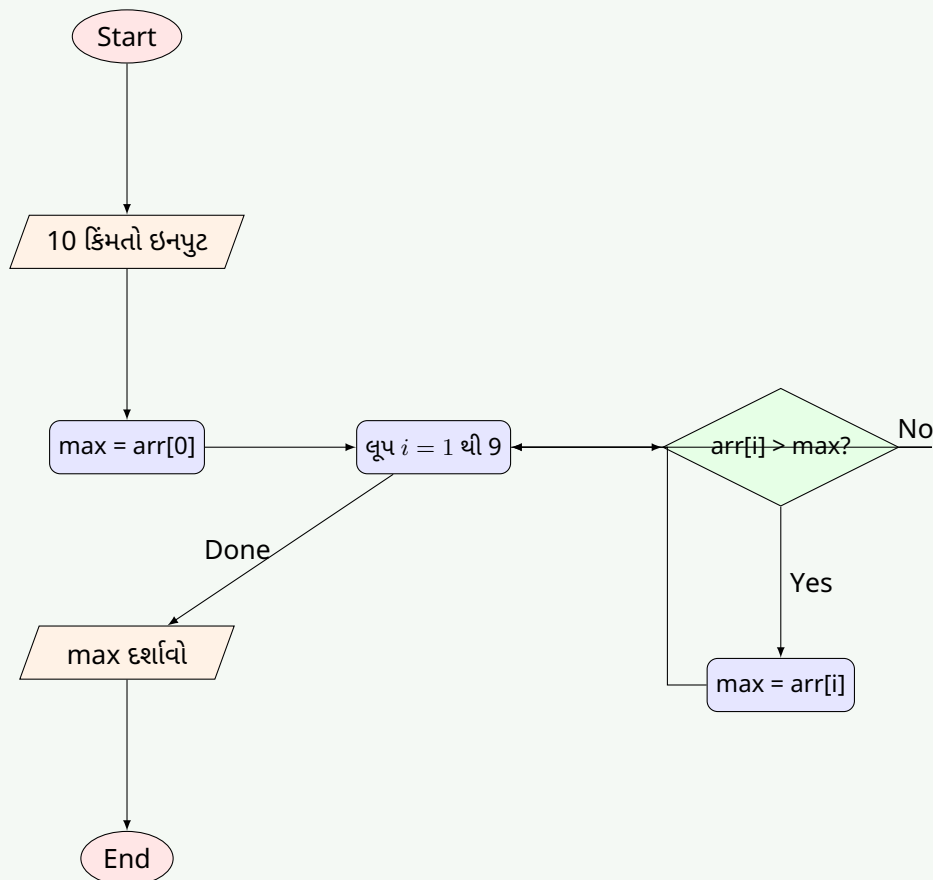 Start
10 કિંમતો ઇનપુટ
max = arr[0]
લૂપ i = 1 થી 9
arr[i] > max?
No
Done
Yes
max દર્શાવો
max = arr[i]
End